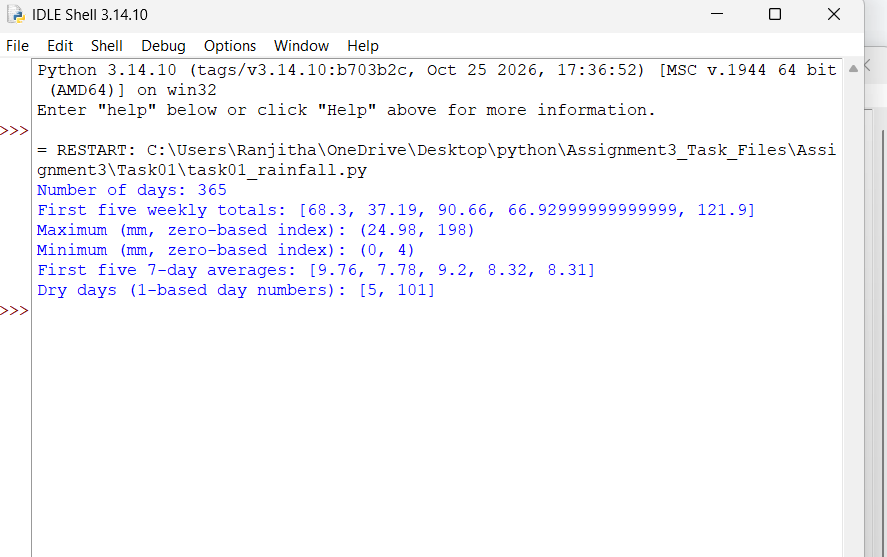 IDLE Shell 3.14.10
File Edit Shell Debug Options Window Help
Python 3.14.10 (tags/v3.14.10:b703b2c, Oct 25 2026, 17:36:52) [MSC v.1944 64 bit
 (AMD64)] on win32
Enter "help" below or click "Help" above for more information.
>>>
= RESTART: C:\Users\Ranjitha\OneDrive\Desktop\python\Assignment3_Task_Files\Assi
gnment3\Task01\task01_rainfall.py
Number of days: 365
First five weekly totals: [68.3, 37.19, 90.66, 66.92999999999999, 121.9]
Maximum (mm, zero-based index): (24.98, 198)
Minimum (mm, zero-based index): (0, 4)
First five 7-day averages: [9.76, 7.78, 9.2, 8.32, 8.31]
Dry days (1-based day numbers): [5, 101]
>>>